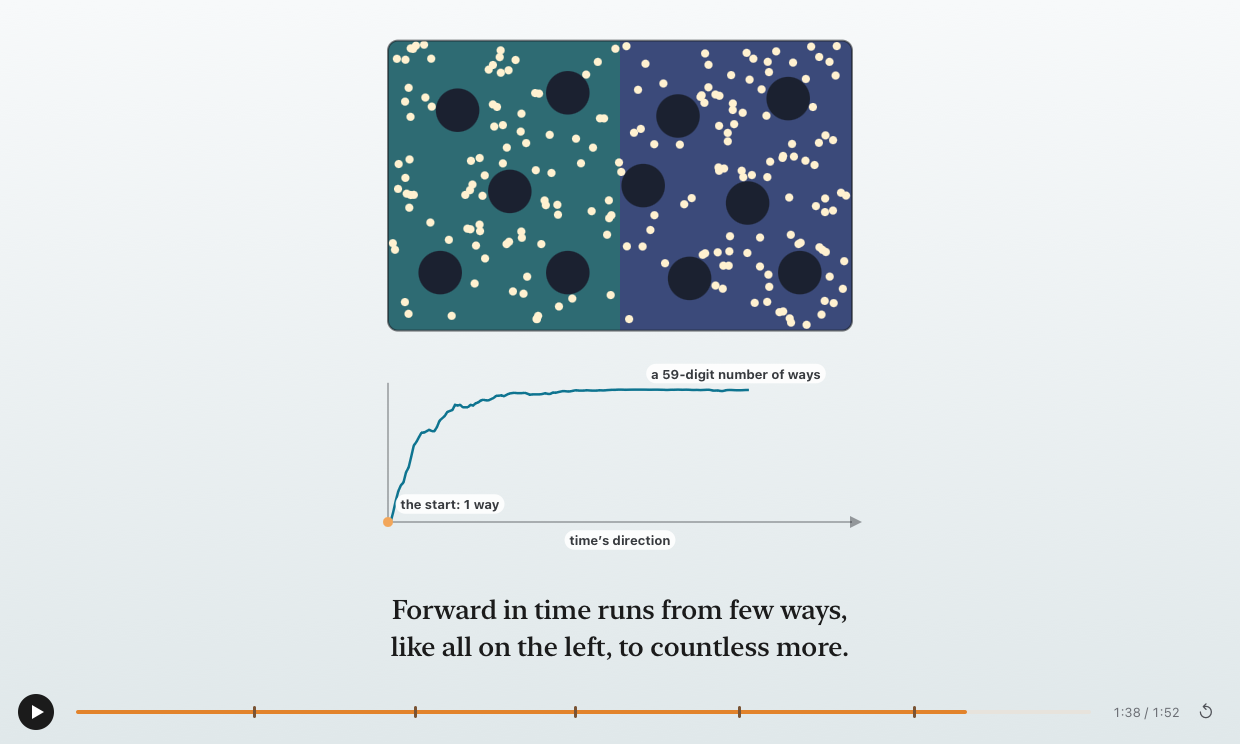 a 59-digit number of ways
the start: 1 way
time’s direction
Forward in time runs from few ways,
like all on the left, to countless more.
1:38 / 1:52